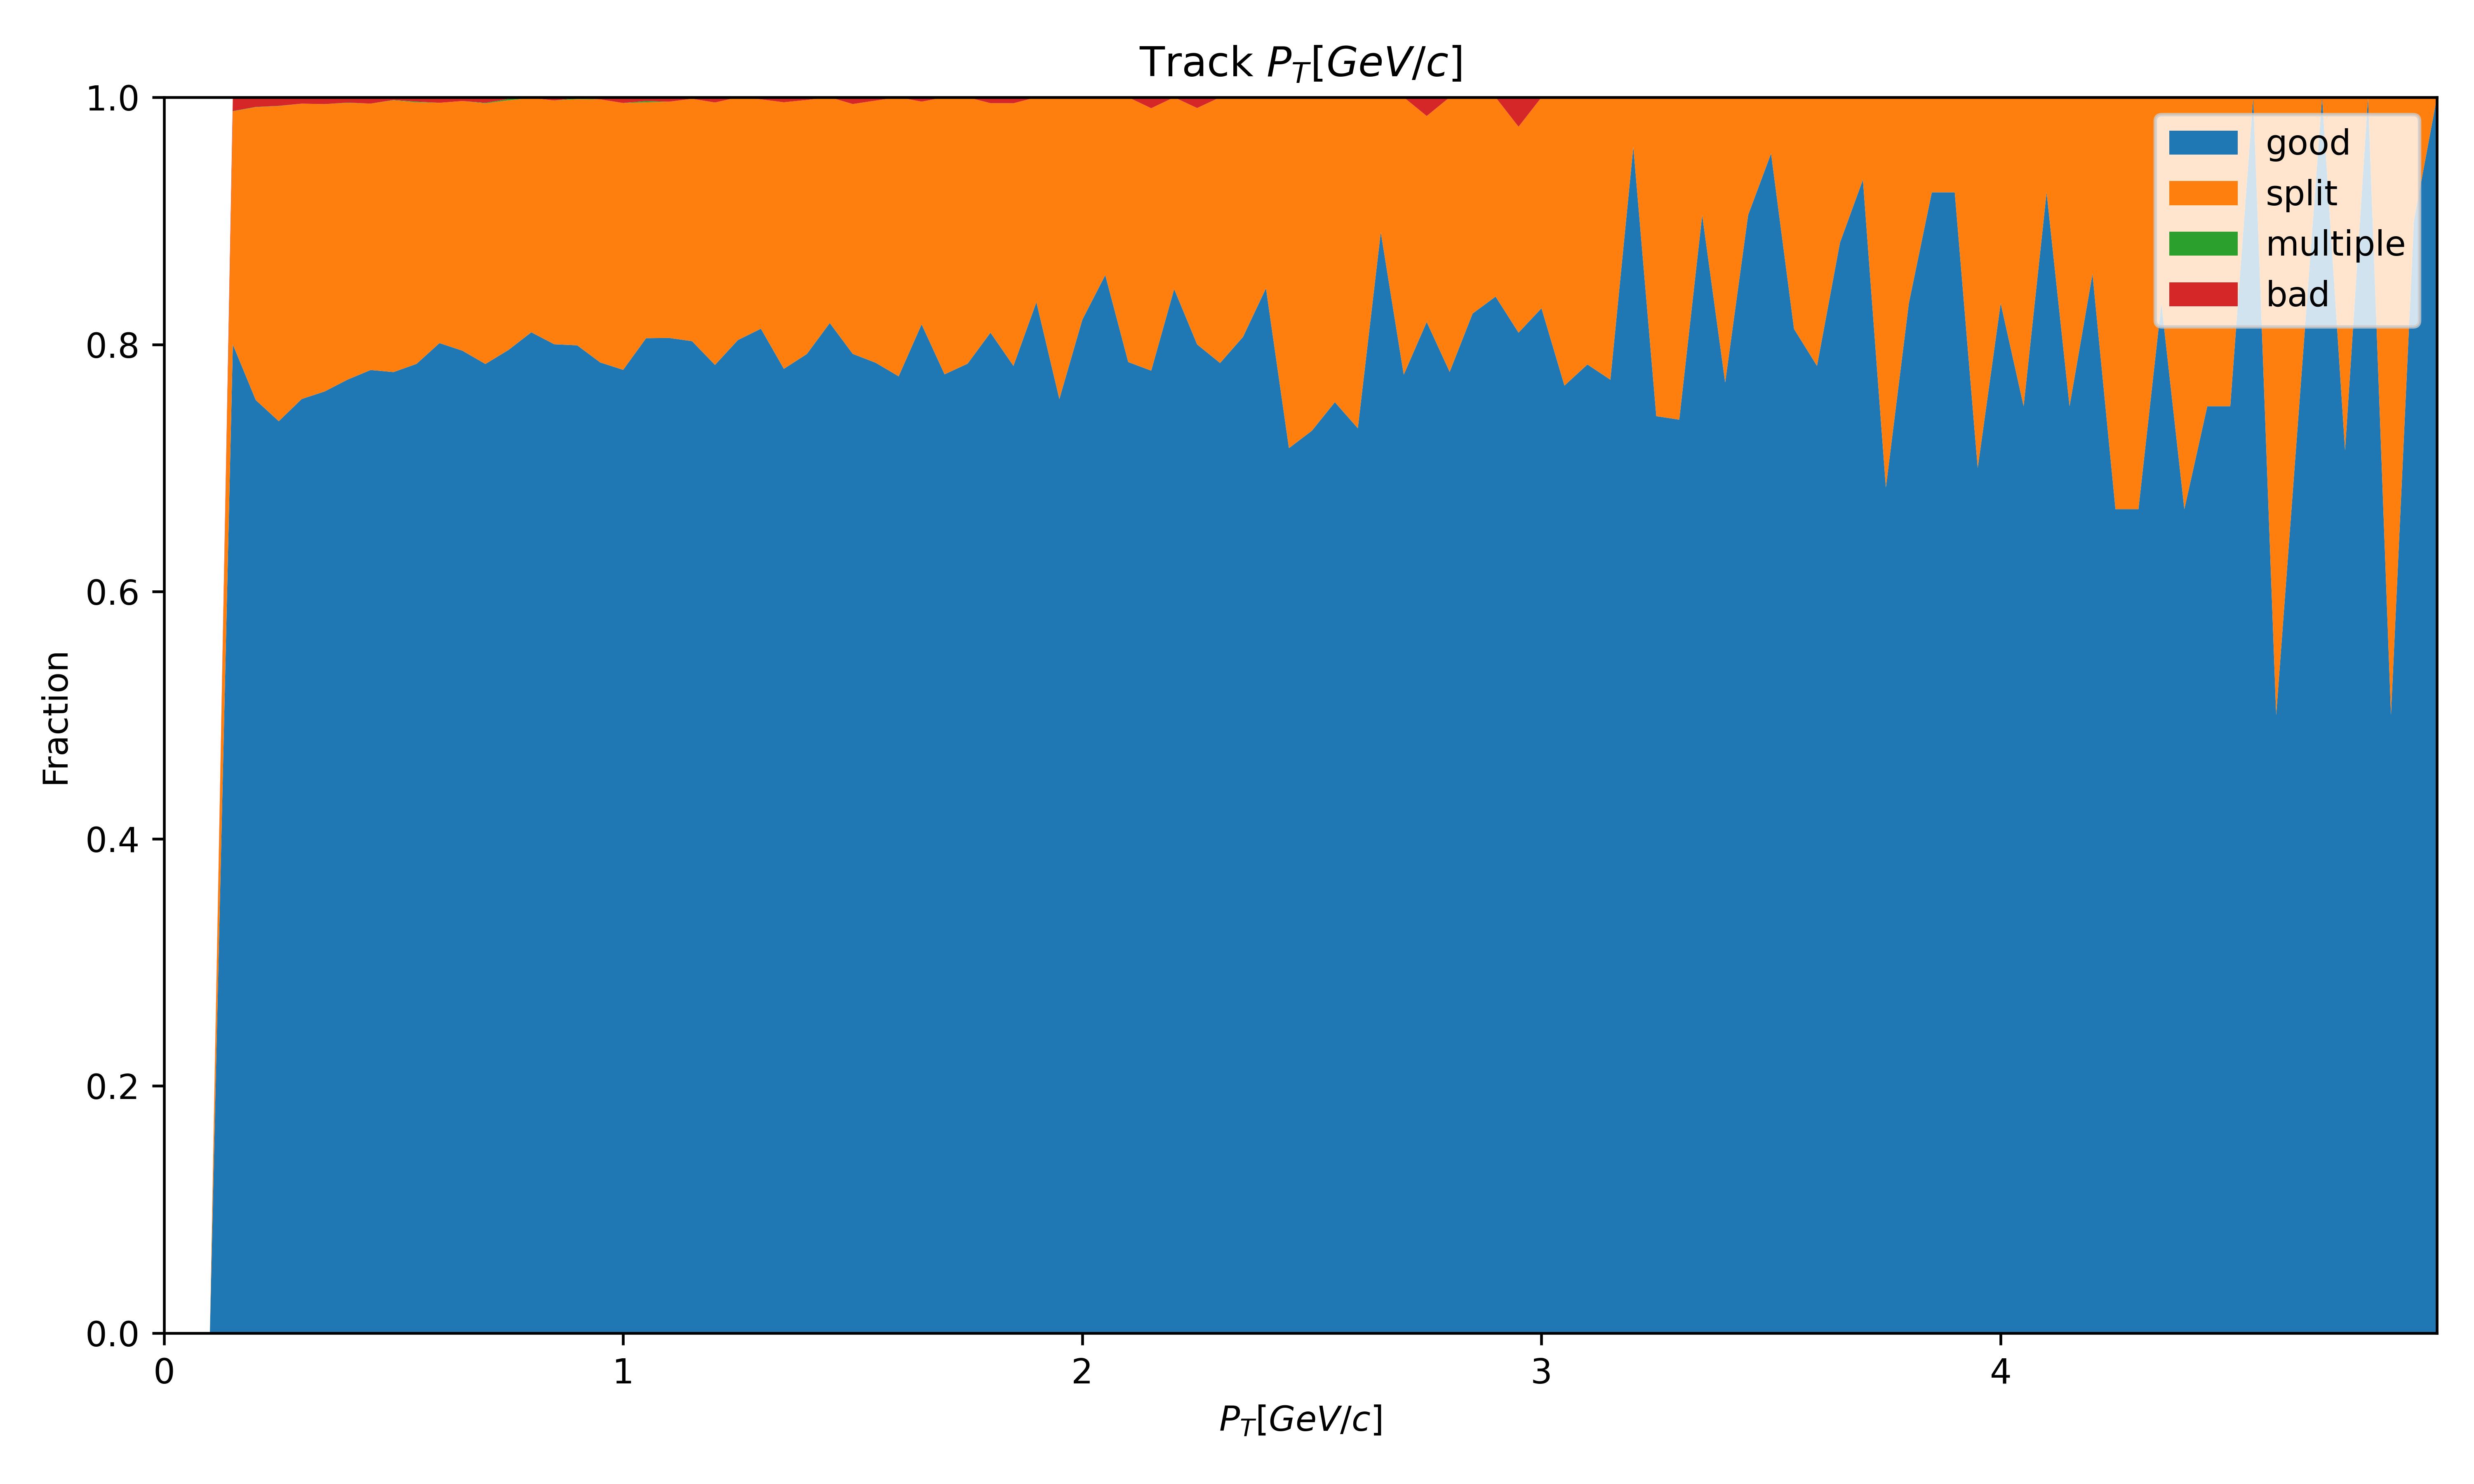 Track P_T[GeV/c]
1.0
0.8
0.6
0.4
0.2
0.0
Fraction
good
split
multiple
bad
0 1 2 3 4
P_T[GeV/c]